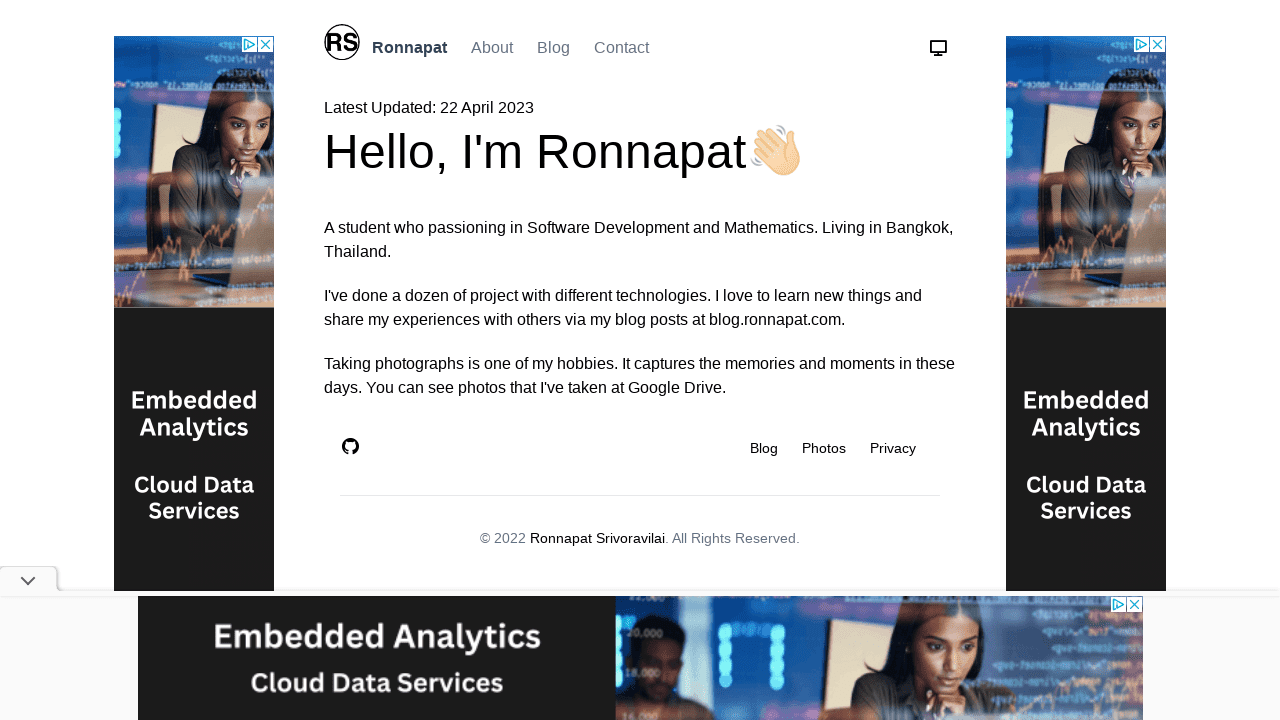 RS
Ronnapat About Blog Contact
Latest Updated: 22 April 2023
Hello, I'm Ronnapat👋🏻
A student who passioning in Software Development and Mathematics. Living in Bangkok,
Thailand.
I've done a dozen of project with different technologies. I love to learn new things and
share my experiences with others via my blog posts at blog.ronnapat.com.
Taking photographs is one of my hobbies. It captures the memories and moments in these
days. You can see photos that I've taken at Google Drive.
Blog Photos Privacy
© 2022 Ronnapat Srivoravilai. All Rights Reserved.
Embedded
Analytics
Cloud Data
Services
Embedded
Analytics
Cloud Data
Services
Embedded Analytics
Cloud Data Services
20,000
18,000